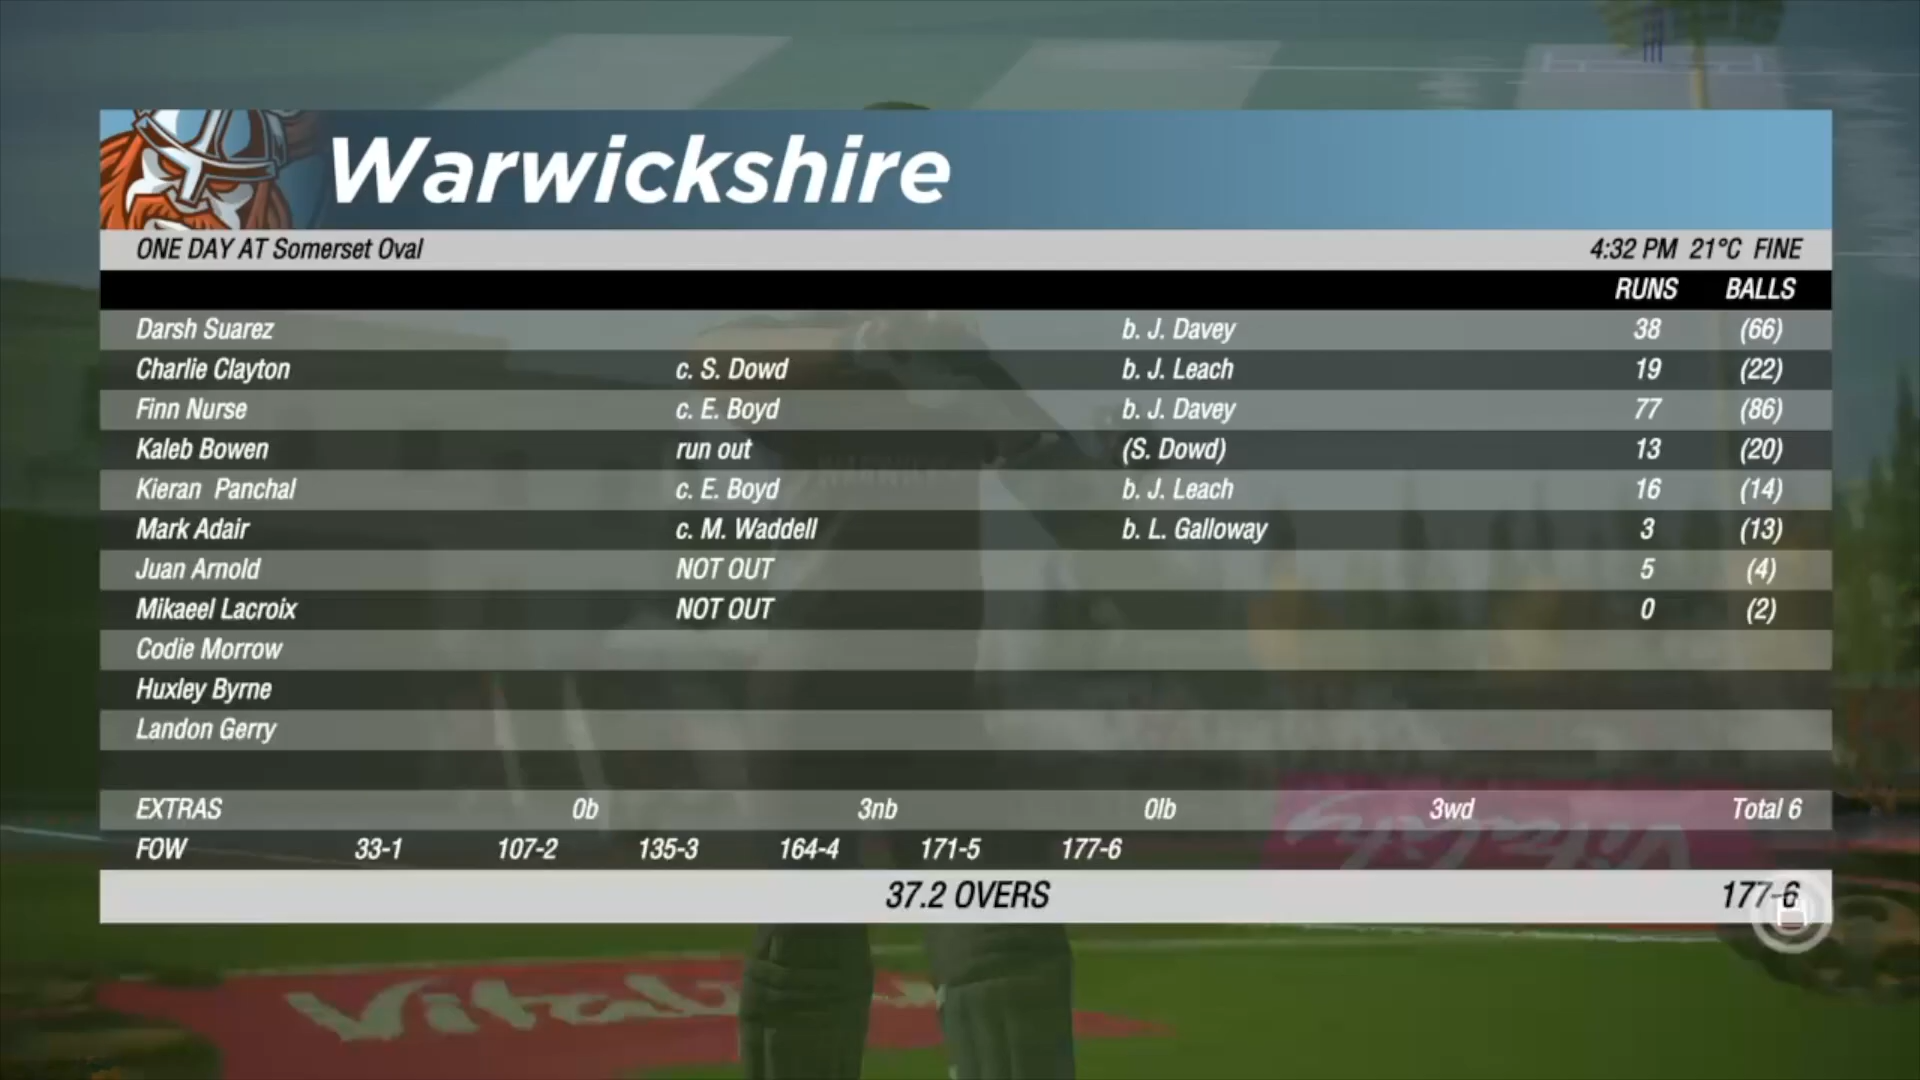 Warwickshire
ONE DAY AT Somerset Oval 4:32 PM 21°C FINE
RUNS BALLS
Darsh Suarez b. J. Davey 38 (66)
Charlie Clayton c. S. Dowd b. J. Leach 19 (22)
Finn Nurse c. E. Boyd b. J. Davey 77 (86)
Kaleb Bowen run out (S. Dowd) 13 (20)
Kieran Panchal c. E. Boyd b. J. Leach 16 (14)
Mark Adair c. M. Waddell b. L. Galloway 3 (13)
Juan Arnold NOT OUT 5 (4)
Mikaeel Lacroix NOT OUT 0 (2)
Codie Morrow
Huxley Byrne
Landon Gerry
EXTRAS 0b 3nb 0lb 3wd Total 6
FOW 33-1 107-2 135-3 164-4 171-5 177-6
37.2 OVERS 177-6